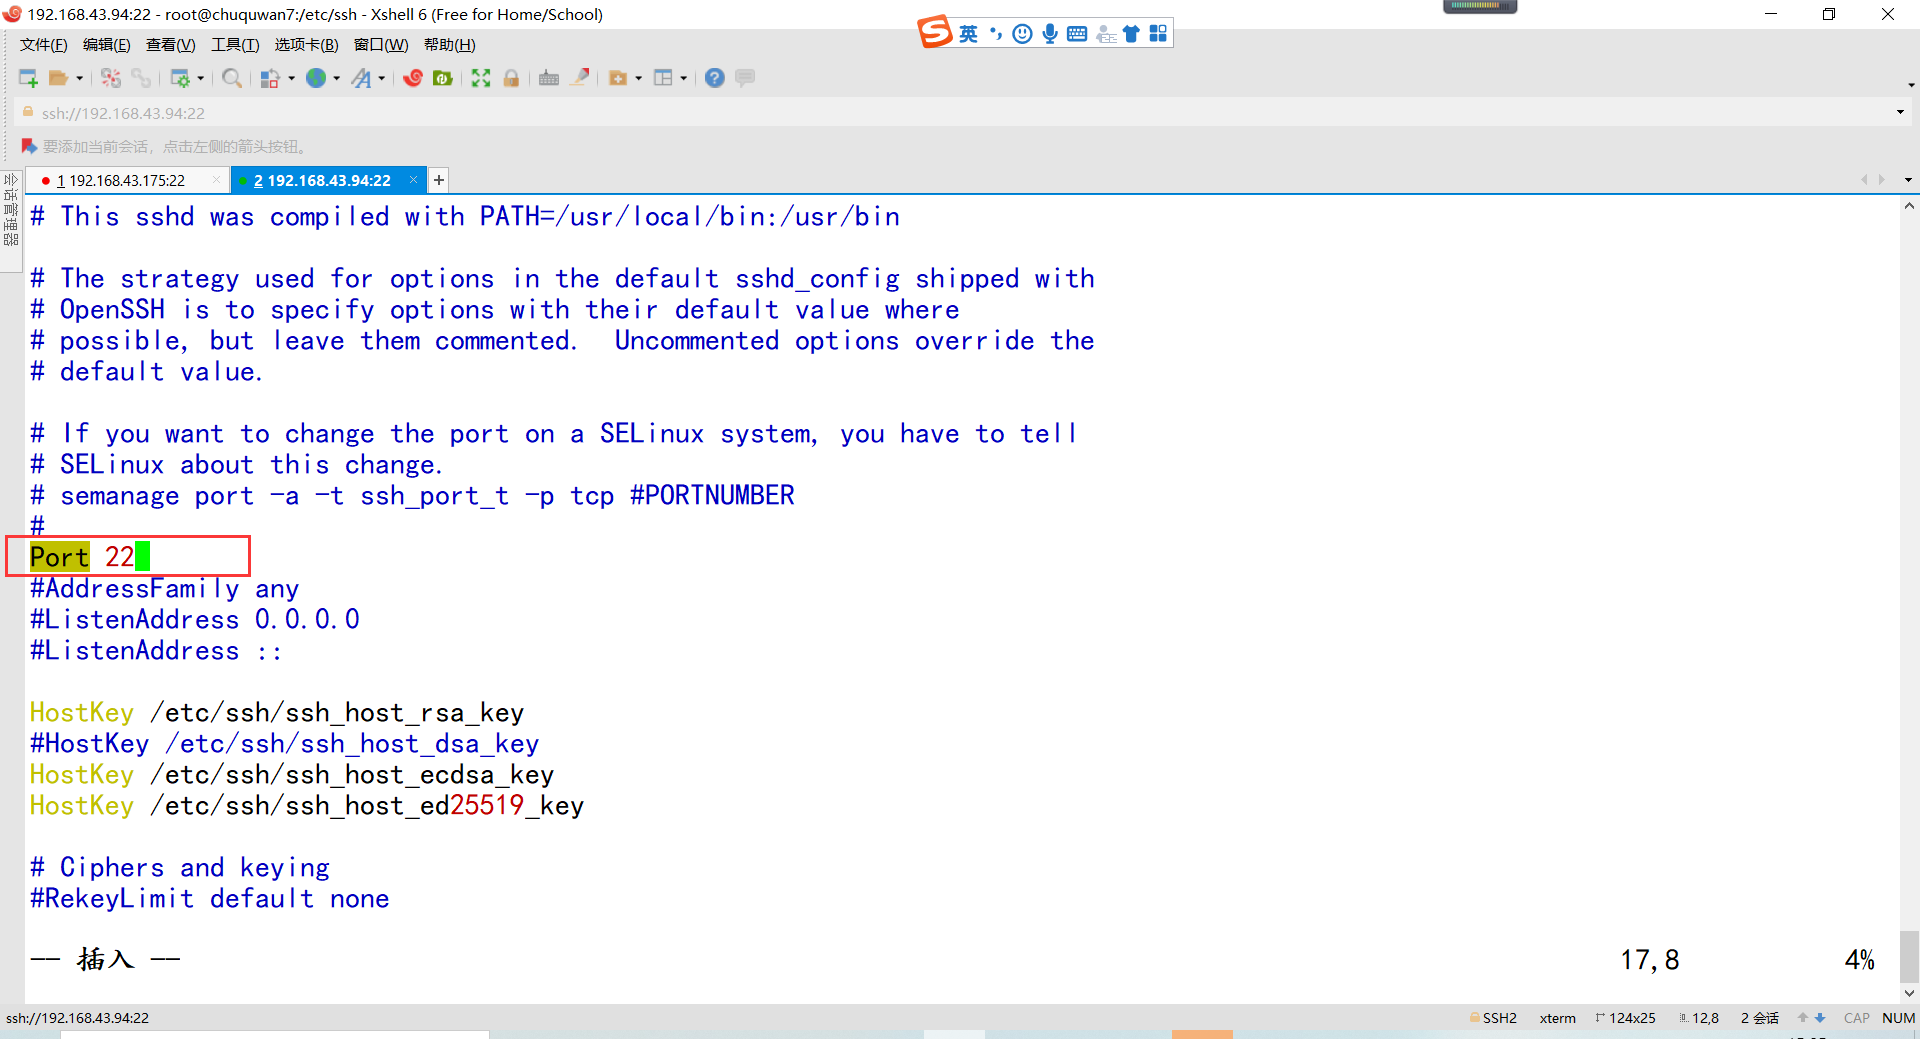 192.168.43.94:22 - root@chuquwan7:/etc/ssh - Xshell 6 (Free for Home/School)
英
文件(F) 编辑(E) 查看(V) 工具(T) 选项卡(B) 窗口(W) 帮助(H)
ssh://192.168.43.94:22
要添加当前会话，点击左侧的箭头按钮。
会话管理器
1 192.168.43.175:22 × 2 192.168.43.94:22 × +
# This sshd was compiled with PATH=/usr/local/bin:/usr/bin
# The strategy used for options in the default sshd_config shipped with
# OpenSSH is to specify options with their default value where
# possible, but leave them commented.  Uncommented options override the
# default value.
# If you want to change the port on a SELinux system, you have to tell
# SELinux about this change.
# semanage port -a -t ssh_port_t -p tcp #PORTNUMBER
#
Port 22
#AddressFamily any
#ListenAddress 0.0.0.0
#ListenAddress ::
HostKey /etc/ssh/ssh_host_rsa_key
#HostKey /etc/ssh/ssh_host_dsa_key
HostKey /etc/ssh/ssh_host_ecdsa_key
HostKey /etc/ssh/ssh_host_ed25519_key
# Ciphers and keying
#RekeyLimit default none
-- 插入 -- 17,8 4%
ssh://192.168.43.94:22 SSH2 xterm 124x25 12,8 2 会话 CAP NUM